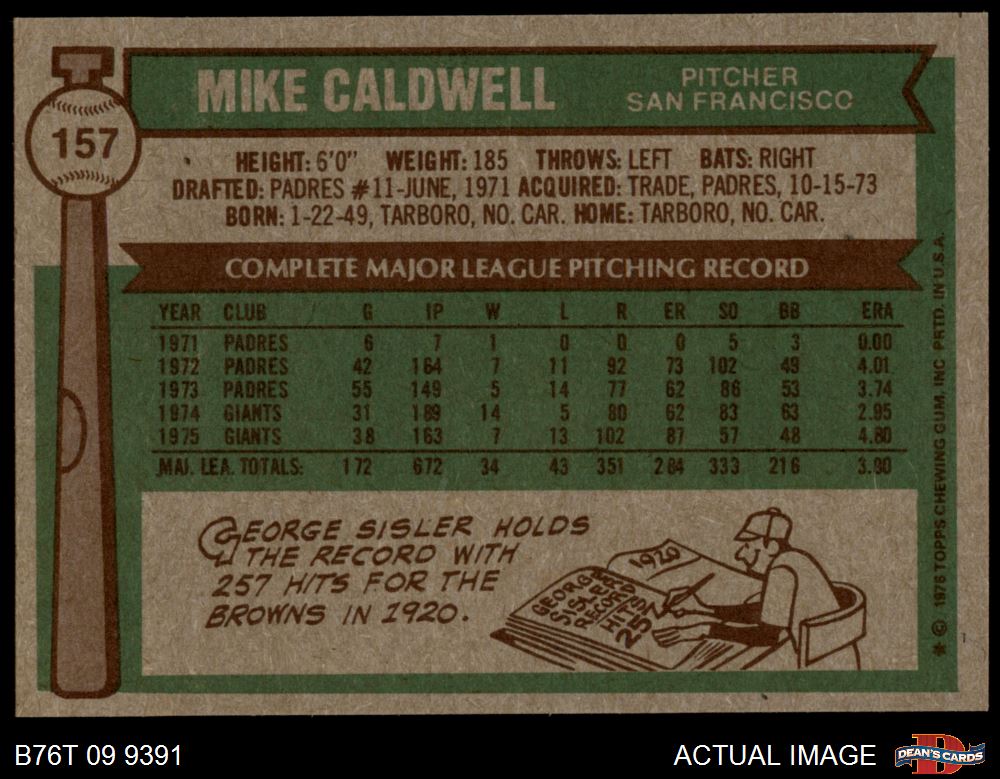 157
MIKE CALDWELL
PITCHER
SAN FRANCISCO
HEIGHT: 6'0" WEIGHT: 185 THROWS: LEFT BATS: RIGHT
DRAFTED: PADRES #11-JUNE, 1971 ACQUIRED: TRADE, PADRES, 10-15-73
BORN: 1-22-49, TARBORO, NO. CAR. HOME: TARBORO, NO. CAR.
COMPLETE MAJOR LEAGUE PITCHING RECORD
YEAR CLUB G IP W L R ER SO BB ERA
1971 PADRES 6 7 1 0 0 0 5 3 0.00
1972 PADRES 42 164 7 11 92 73 102 49 4.01
1973 PADRES 55 149 5 14 77 62 86 53 3.74
1974 GIANTS 31 189 14 5 80 62 83 63 2.95
1975 GIANTS 38 163 7 13 102 87 57 48 4.80
MAJ. LEA. TOTALS: 172 672 34 43 351 284 333 216 3.80
GEORGE SISLER HOLDS
THE RECORD WITH
257 HITS FOR THE
BROWNS IN 1920.
1920
GEORGE
SISLER
RECORD
HITS
257
* © 1976 TOPPS CHEWING GUM, INC. PRTD. IN U.S.A.
B76T 09 9391
ACTUAL IMAGE
DEAN'S CARDS